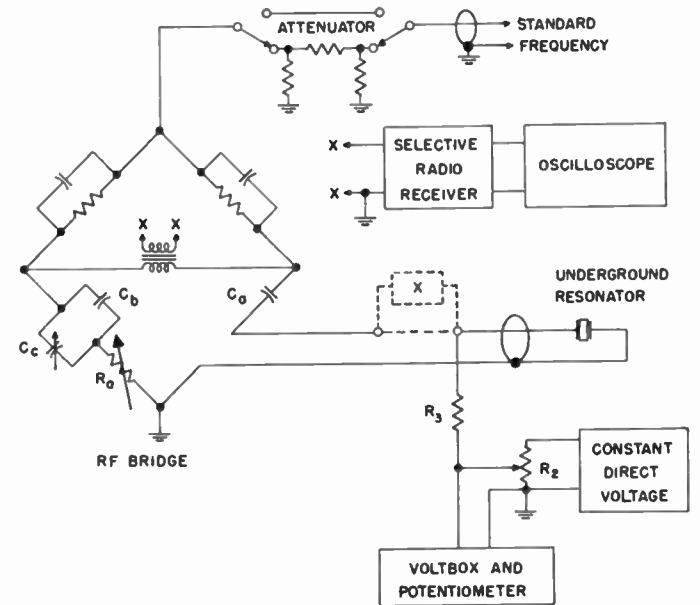 ATTENUATOR
STANDARD
FREQUENCY
X
X
SELECTIVE
RADIO
RECEIVER
OSCILLOSCOPE
X X
Cb
Ca
X
UNDERGROUND
RESONATOR
Cc
Ra
RF BRIDGE
R3
R2
CONSTANT
DIRECT
VOLTAGE
VOLTBOX AND
POTENTIOMETER